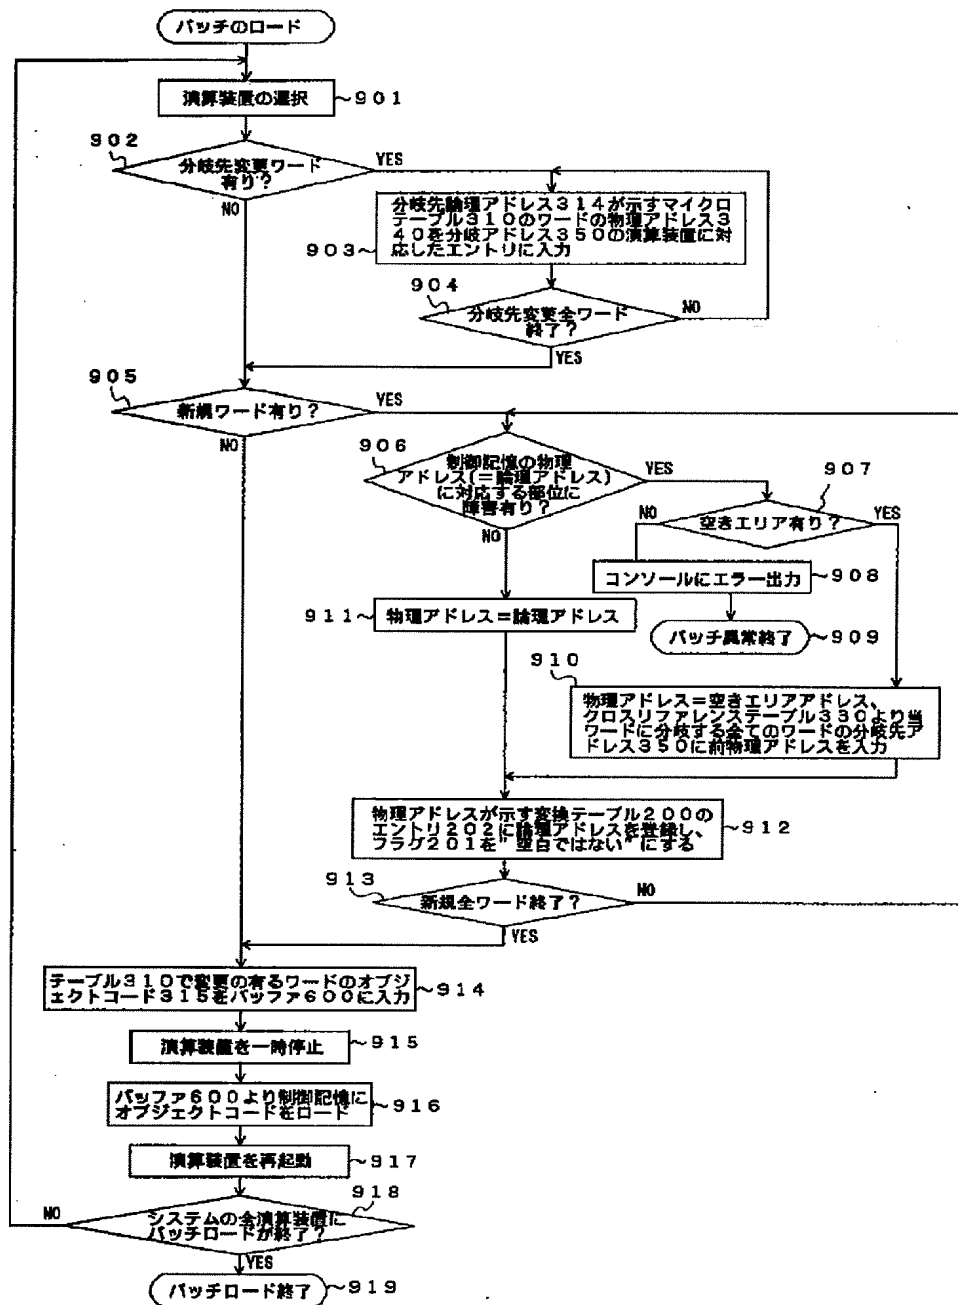 パッチのロード
演算装置の選択
901
902
分岐先変更ワード
有り？
YES
NO
分岐先論理アドレス314が示すマイクロ
テーブル310のワードの物理アドレス3
40を分岐アドレス350の演算装置に対
応したエントリに入力
903
904
分岐先変更全ワード
終了？
NO
YES
905
新規ワード有り？
YES
NO
906
制御記憶の物理
アドレス(＝論理アドレス)
に対応する部位に
障害有り？
YES
NO
907
空きエリア有り？
NO
YES
コンソールにエラー出力
908
パッチ異常終了
909
911
物理アドレス＝論理アドレス
910
物理アドレス＝空きエリアアドレス、
クロスリファレンステーブル330より当
ワードに分岐する全てのワードの分岐先ア
ドレス350に前物理アドレスを入力
物理アドレスが示す変換テーブル200の
エントリ202に論理アドレスを登録し、
フラグ201を"空白ではない"にする
912
913
新規全ワード終了？
NO
YES
テーブル310で変更の有るワードのオブジ
ェクトコード315をバッファ600に入力
914
演算装置を一時停止
915
バッファ600より制御記憶に
オブジェクトコードをロード
916
演算装置を再起動
917
918
システムの全演算装置に
パッチロードが終了？
NO
YES
パッチロード終了
919